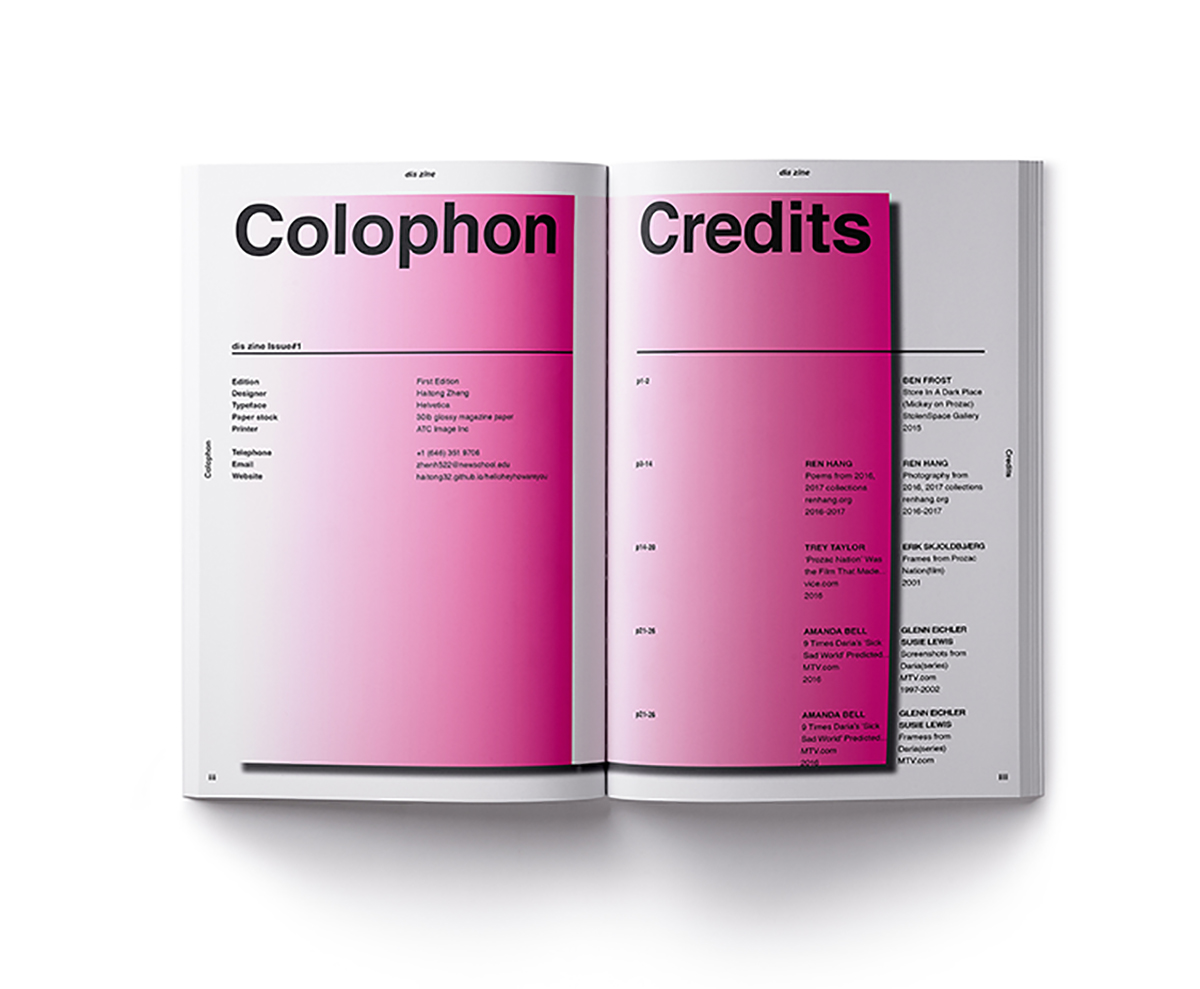 dis zine
Colophon
dis zine Issue#1
Edition First Edition
Designer Haitong Zheng
Typeface Helvetica
Paper stock 30lb glossy magazine paper
Printer ATC Image Inc
Telephone
Email zhenh522@newschool.edu
Website haitong32.github.io/helloheyhowareyou
Colophon
iii
dis zine
Credits
p1-2
BEN FROST
Store In A Dark Place
(Mickey on Prozac)
StolenSpace Gallery
2015
p3-14
REN HANG
Poems from 2016,
2017 collections
renhang.org
2016-2017
REN HANG
Photography from
2016, 2017 collections
renhang.org
2016-2017
p14-20
TREY TAYLOR
'Prozac Nation' Was
the Film That Made...
vice.com
2016
ERIK SKJOLDBJÆRG
Frames from Prozac
Nation(film)
2001
p21-26
AMANDA BELL
9 Times Daria's 'Sick
Sad World' Predicted...
MTV.com
2016
GLENN EICHLER
SUSIE LEWIS
Screenshots from
Daria(series)
MTV.com
1997-2002
p21-26
AMANDA BELL
9 Times Daria's 'Sick
Sad World' Predicted...
MTV.com
2016
GLENN EICHLER
SUSIE LEWIS
Framess from
Daria(series)
MTV.com
Credits
iiii